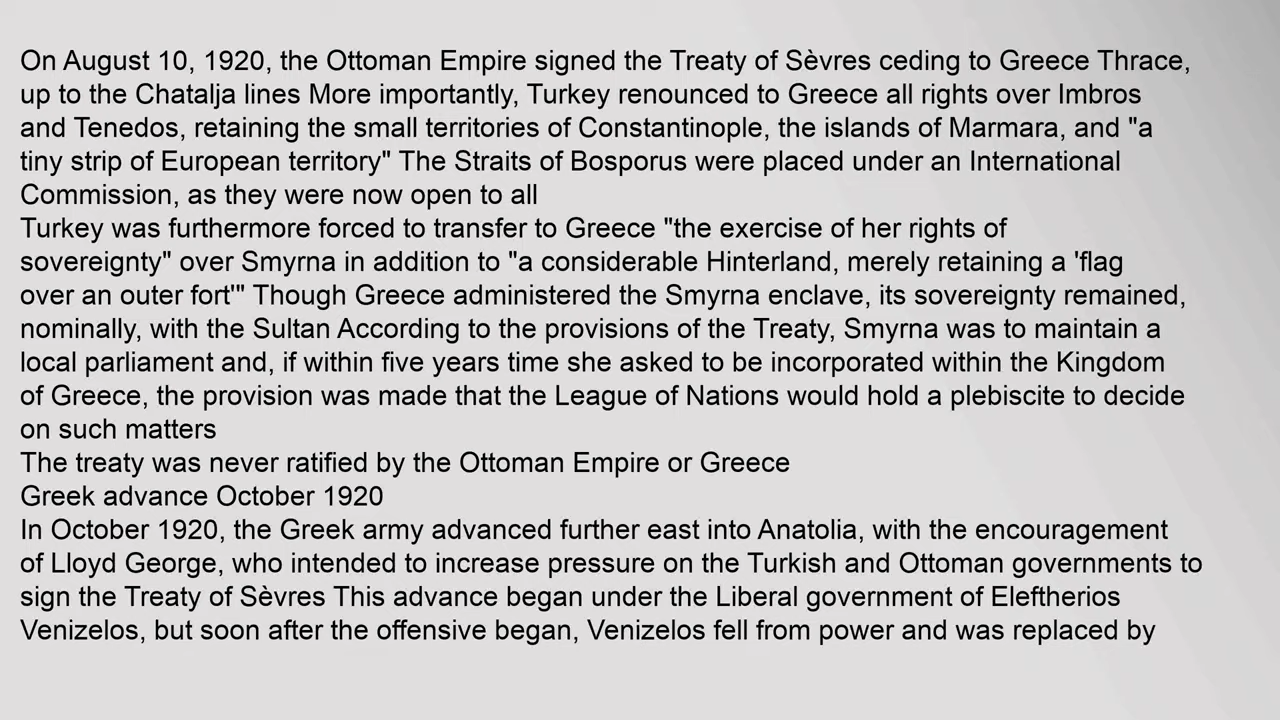 On August 10, 1920, the Ottoman Empire signed the Treaty of Sèvres ceding to Greece Thrace,
up to the Chatalja lines More importantly, Turkey renounced to Greece all rights over Imbros
and Tenedos, retaining the small territories of Constantinople, the islands of Marmara, and "a
tiny strip of European territory" The Straits of Bosporus were placed under an International
Commission, as they were now open to all
Turkey was furthermore forced to transfer to Greece "the exercise of her rights of
sovereignty" over Smyrna in addition to "a considerable Hinterland, merely retaining a 'flag
over an outer fort'" Though Greece administered the Smyrna enclave, its sovereignty remained,
nominally, with the Sultan According to the provisions of the Treaty, Smyrna was to maintain a
local parliament and, if within five years time she asked to be incorporated within the Kingdom
of Greece, the provision was made that the League of Nations would hold a plebiscite to decide
on such matters
The treaty was never ratified by the Ottoman Empire or Greece
Greek advance October 1920
In October 1920, the Greek army advanced further east into Anatolia, with the encouragement
of Lloyd George, who intended to increase pressure on the Turkish and Ottoman governments to
sign the Treaty of Sèvres This advance began under the Liberal government of Eleftherios
Venizelos, but soon after the offensive began, Venizelos fell from power and was replaced by